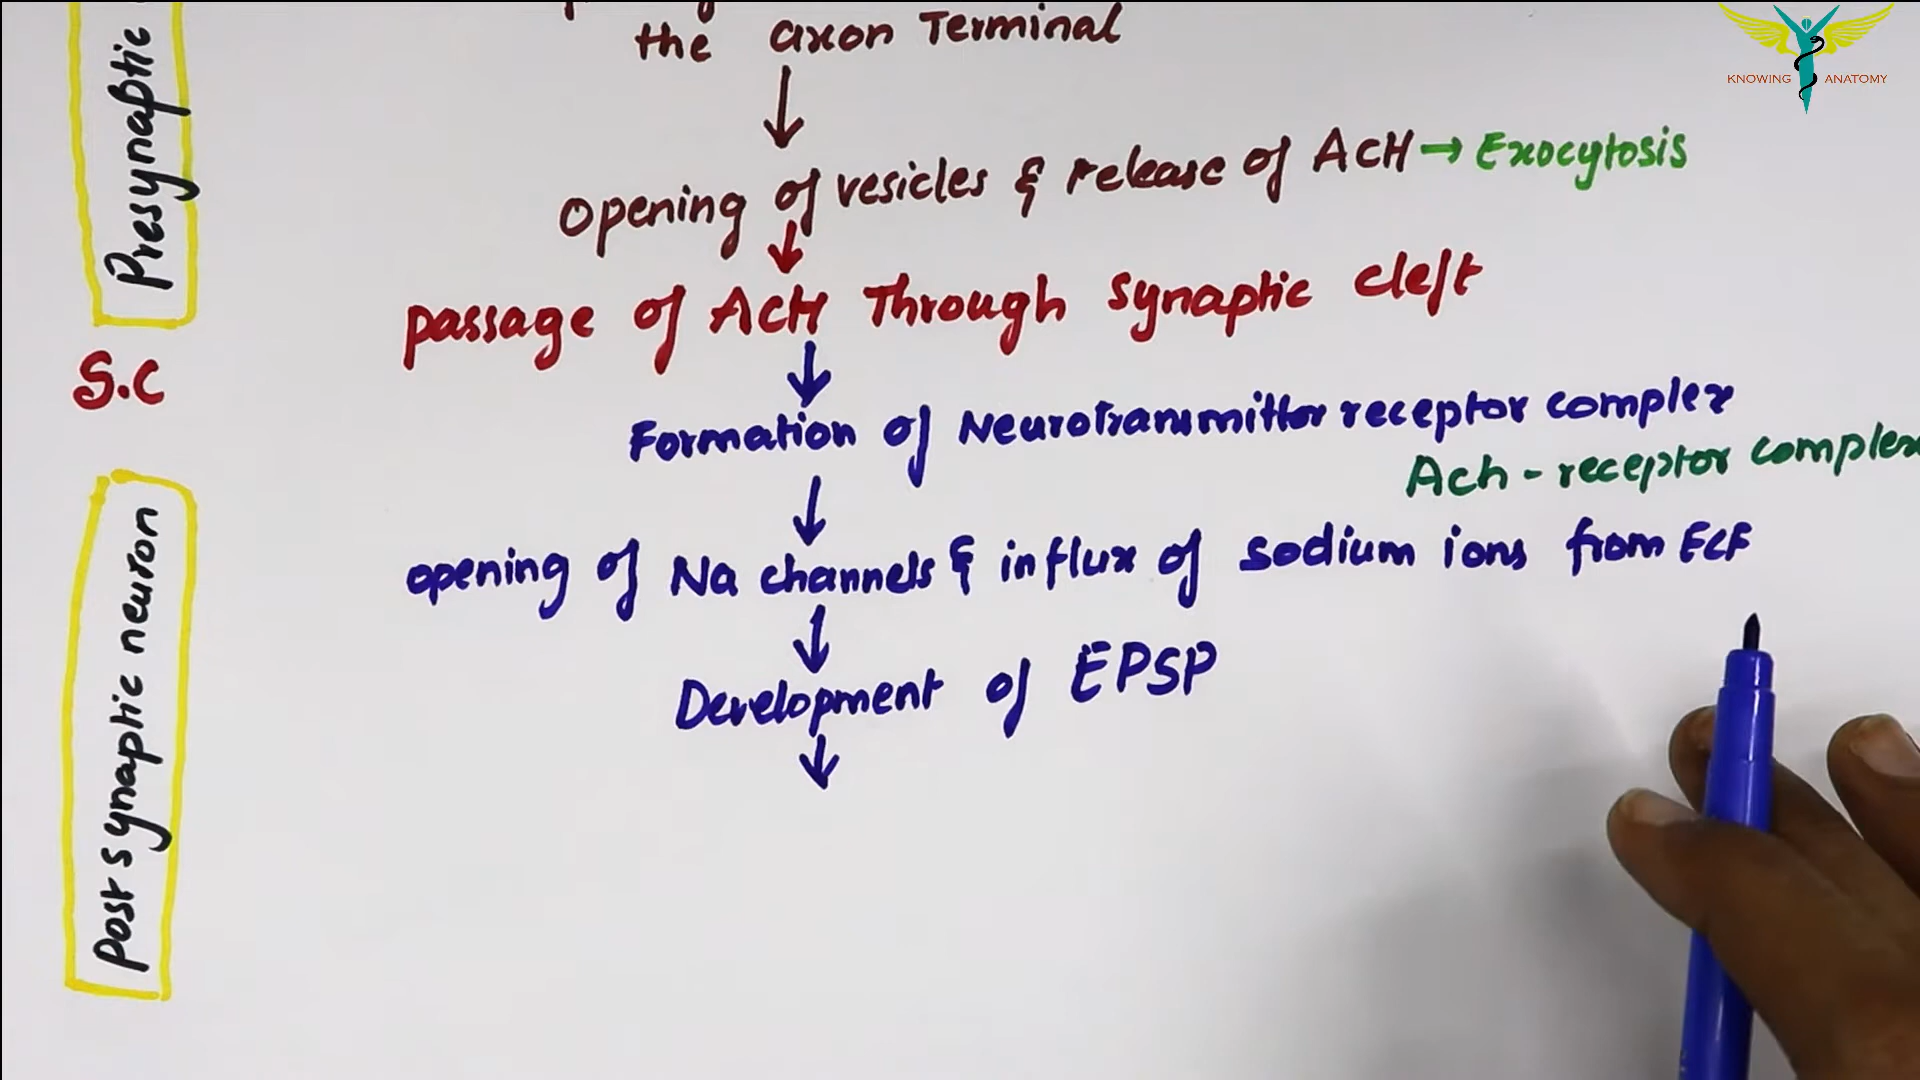 the axon Terminal
Presynaptic
Opening of vesicles & release of AcH → Exocytosis
passage of AcH Through synaptic cleft
S.C
Formation of Neurotransmittor receptor complex
Ach - receptor complex
opening of Na channels & influx of sodium ions from ECF
Development of EPSP
Post synaptic neuron
KNOWING ANATOMY